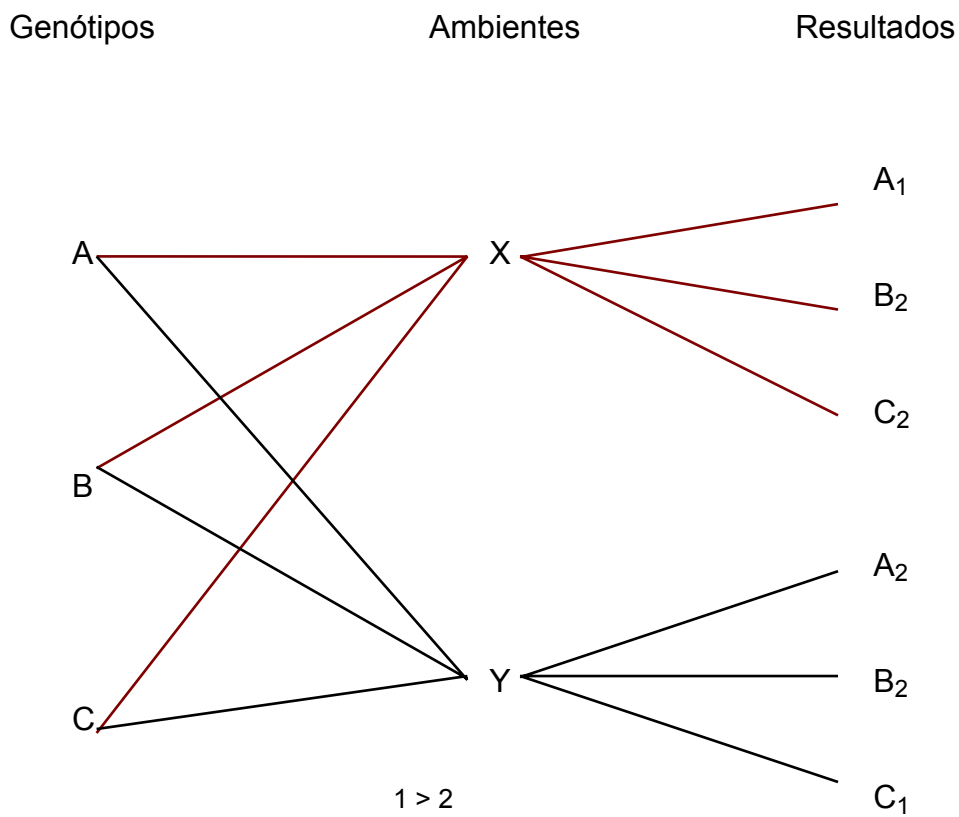 Genótipos Ambientes Resultados
A₁
A X
B₂
C₂
B
A₂
Y B₂
C
1 > 2 C₁